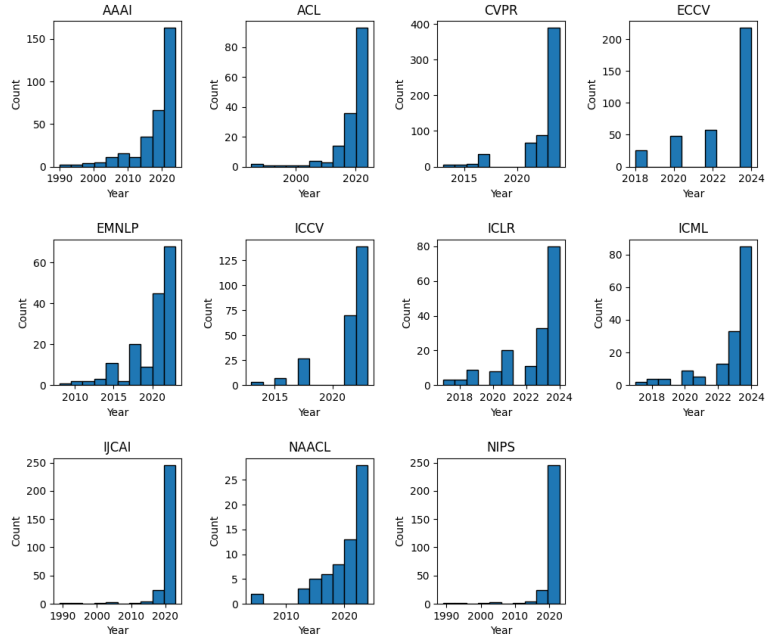 AAAI
150
100
50
0
Count
1990 2000 2010 2020
Year
ACL
80
60
40
20
0
Count
2000 2020
Year
CVPR
400
300
200
100
0
Count
2015 2020
Year
ECCV
200
150
100
50
0
Count
2018 2020 2022 2024
Year
EMNLP
60
40
20
0
Count
2010 2015 2020
Year
ICCV
125
100
75
50
25
0
Count
2015 2020
Year
ICLR
80
60
40
20
0
Count
2018 2020 2022 2024
Year
ICML
80
60
40
20
0
Count
2018 2020 2022 2024
Year
IJCAI
250
200
150
100
50
0
Count
1990 2000 2010 2020
Year
NAACL
25
20
15
10
5
0
Count
2010 2020
Year
NIPS
250
200
150
100
50
0
Count
1990 2000 2010 2020
Year